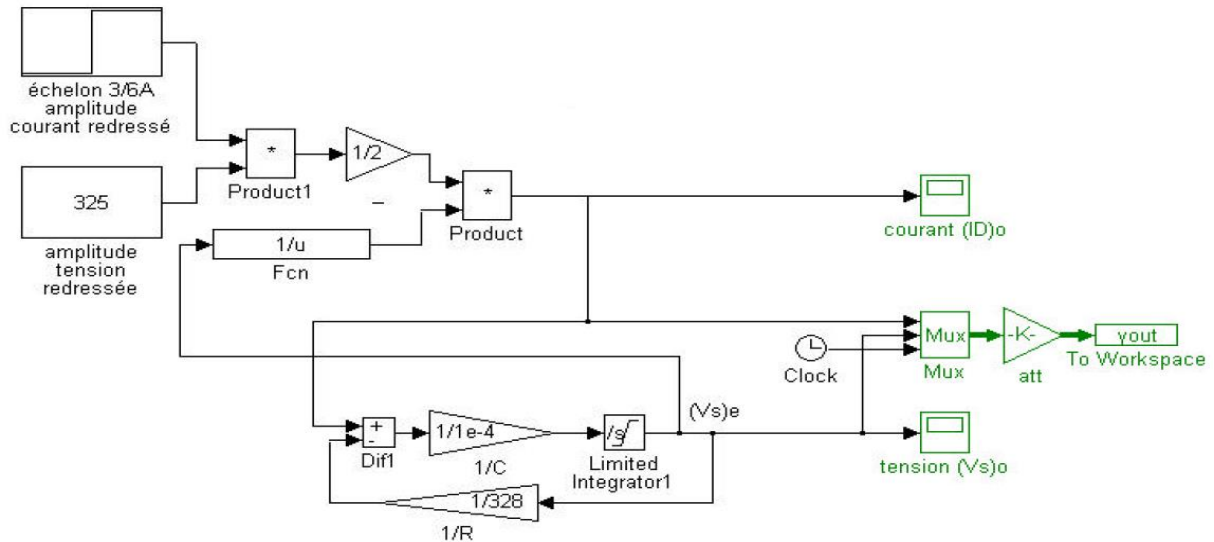 échelon 3/6A
amplitude
courant redressé
*
Product1
1/2
325
amplitude
tension
redressée
*
Product
1/u
Fcn
courant (ID)o
Mux
Mux
-K-
att
yout
To Workspace
Clock
+
-
Dif1
1/1e-4
1/C
/s
Limited
Integrator1
(Vs)e
tension (Vs)o
1/328
1/R